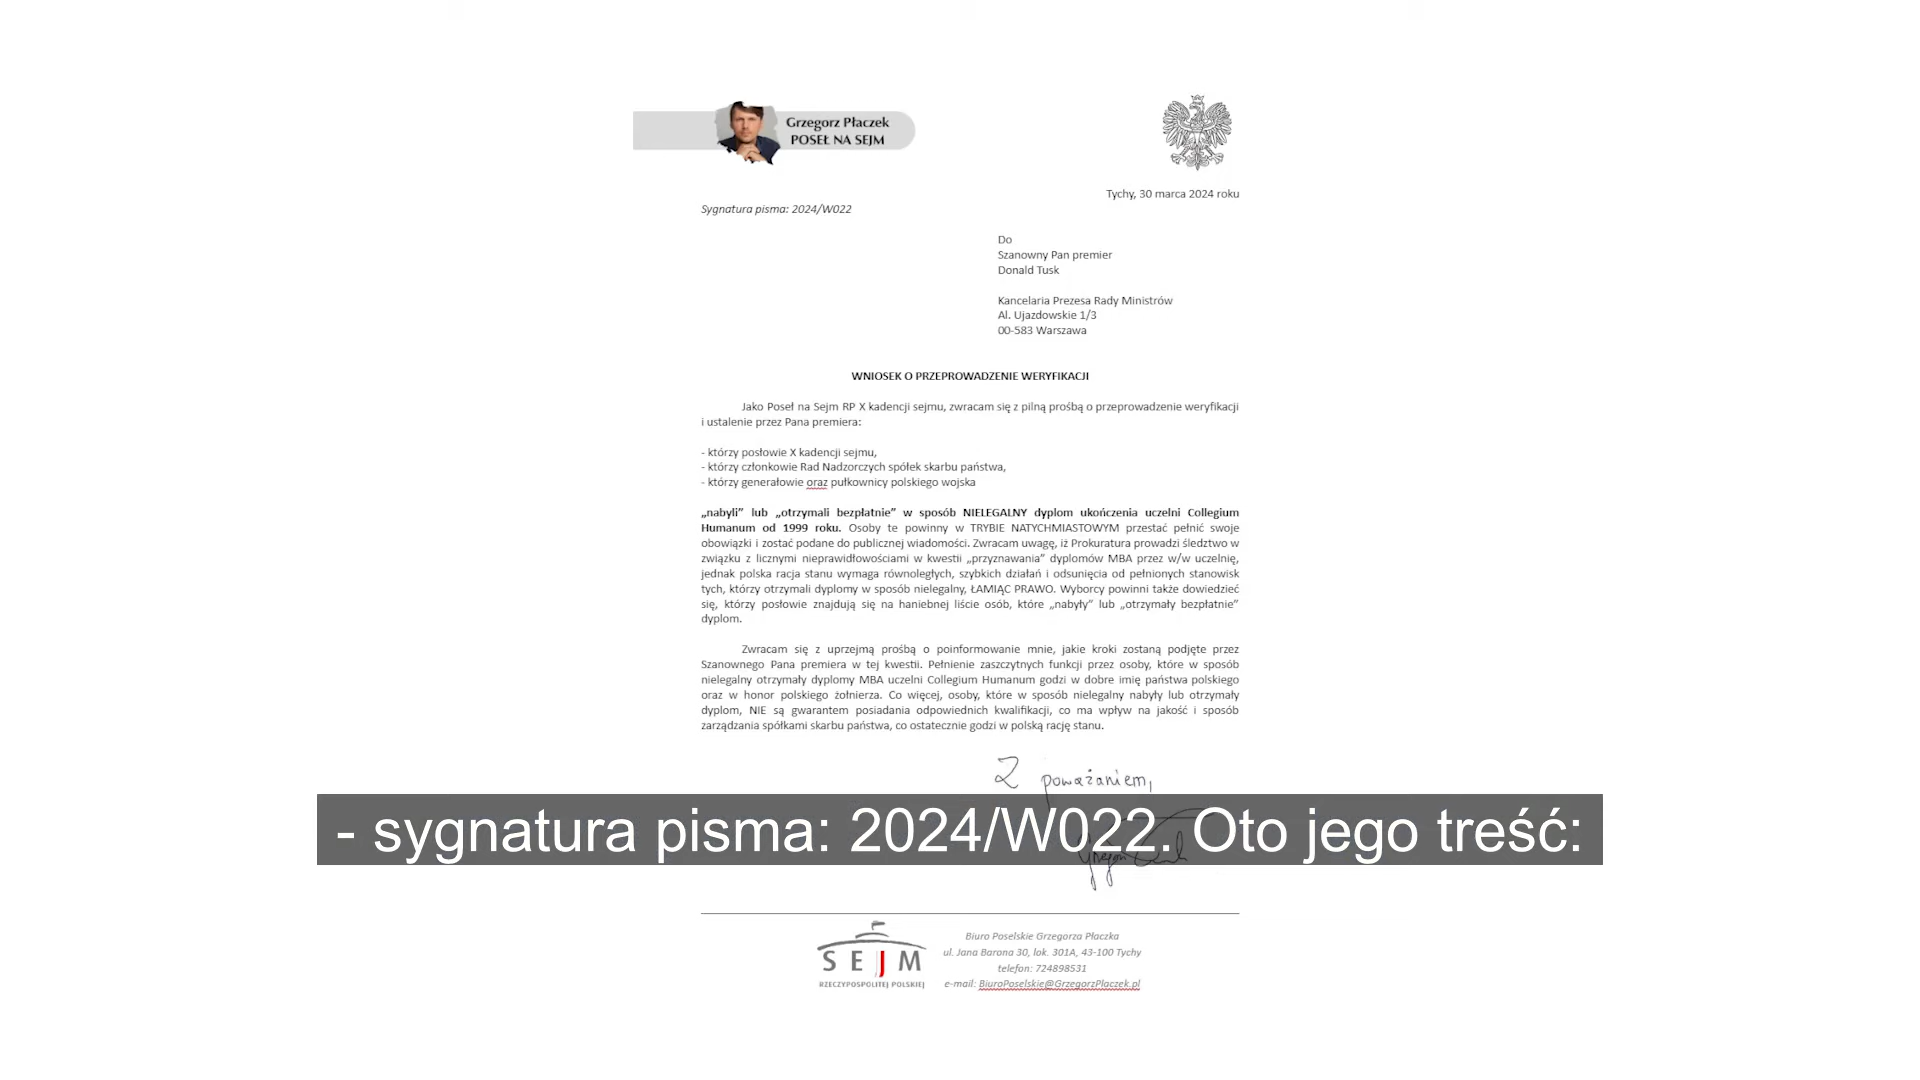 Grzegorz Płaczek
POSEŁ NA SEJM
Tychy, 30 marca 2024 roku
Sygnatura pisma: 2024/W022
Do
Szanowny Pan premier
Donald Tusk
Kancelaria Prezesa Rady Ministrów
Al. Ujazdowskie 1/3
00-583 Warszawa
WNIOSEK O PRZEPROWADZENIE WERYFIKACJI
Jako Poseł na Sejm RP X kadencji sejmu, zwracam się z pilną prośbą o przeprowadzenie weryfikacji
i ustalenie przez Pana premiera:
- którzy posłowie X kadencji sejmu,
- którzy członkowie Rad Nadzorczych spółek skarbu państwa,
- którzy generałowie oraz pułkownicy polskiego wojska
„nabyli” lub „otrzymali bezpłatnie” w sposób NIELEGALNY dyplom ukończenia uczelni Collegium
Humanum od 1999 roku. Osoby te powinny w TRYBIE NATYCHMIASTOWYM przestać pełnić swoje
obowiązki i zostać podane do publicznej wiadomości. Zwracam uwagę, iż Prokuratura prowadzi śledztwo w
związku z licznymi nieprawidłowościami w kwestii „przyznawania” dyplomów MBA przez w/w uczelnię,
jednak polska racja stanu wymaga równoległych, szybkich działań i odsunięcia od pełnionych stanowisk
tych, którzy otrzymali dyplomy w sposób nielegalny, ŁAMIĄC PRAWO. Wyborcy powinni także dowiedzieć
się, którzy posłowie znajdują się na haniebnej liście osób, które „nabyły” lub „otrzymały bezpłatnie”
dyplom.
Zwracam się z uprzejmą prośbą o poinformowanie mnie, jakie kroki zostaną podjęte przez
Szanownego Pana premiera w tej kwestii. Pełnienie zaszczytnych funkcji przez osoby, które w sposób
nielegalny otrzymały dyplomy MBA uczelni Collegium Humanum godzi w dobre imię państwa polskiego
oraz w honor polskiego żołnierza. Co więcej, osoby, które w sposób nielegalny nabyły lub otrzymały
dyplom, NIE są gwarantem posiadania odpowiednich kwalifikacji, co ma wpływ na jakość i sposób
zarządzania spółkami skarbu państwa, co ostatecznie godzi w polską rację stanu.
Z poważaniem,
- sygnatura pisma: 2024/W022. Oto jego treść:
SEJM
RZECZYPOSPOLITEJ POLSKIEJ
Biuro Poselskie Grzegorza Płaczka
ul. Jana Barona 30, lok. 301A, 43-100 Tychy
telefon: 724898531
e-mail: BiuroPoselskie@GrzegorzPlaczek.pl